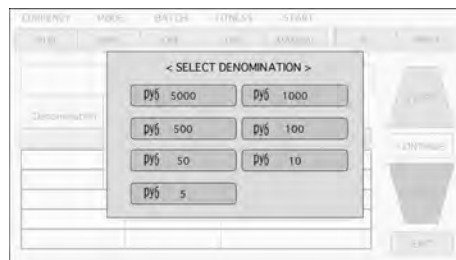 CURRENCY MODE BATCH FITNESS START
< SELECT DENOMINATION >
руб 5000 руб 1000
руб 500 руб 100
Denomination
руб 50 руб 10
CONTINUE
руб 5
EXIT